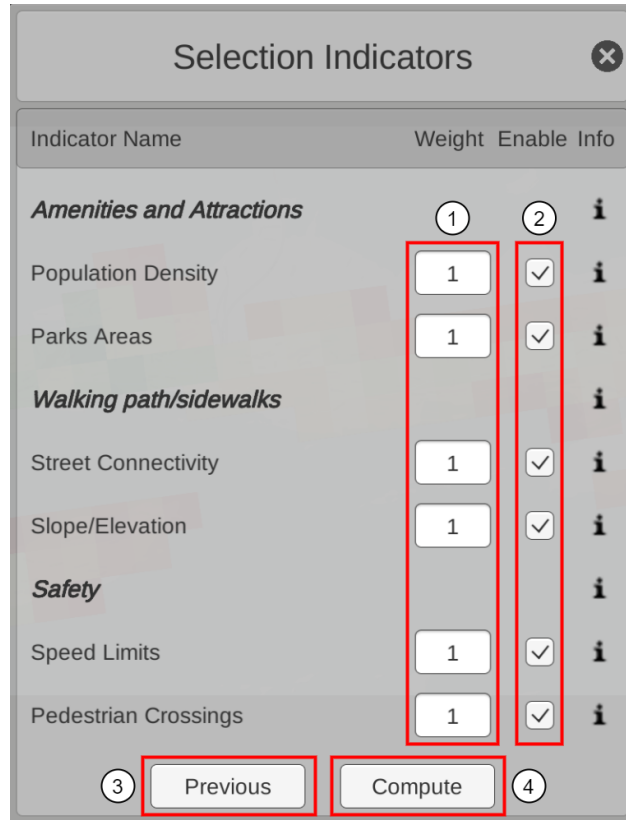 Selection Indicators
Indicator Name Weight Enable Info
Amenities and Attractions 1 2 i
Population Density 1 i
Parks Areas 1 i
Walking path/sidewalks i
Street Connectivity 1 i
Slope/Elevation 1 i
Safety i
Speed Limits 1 i
Pedestrian Crossings 1 i
3 Previous Compute 4